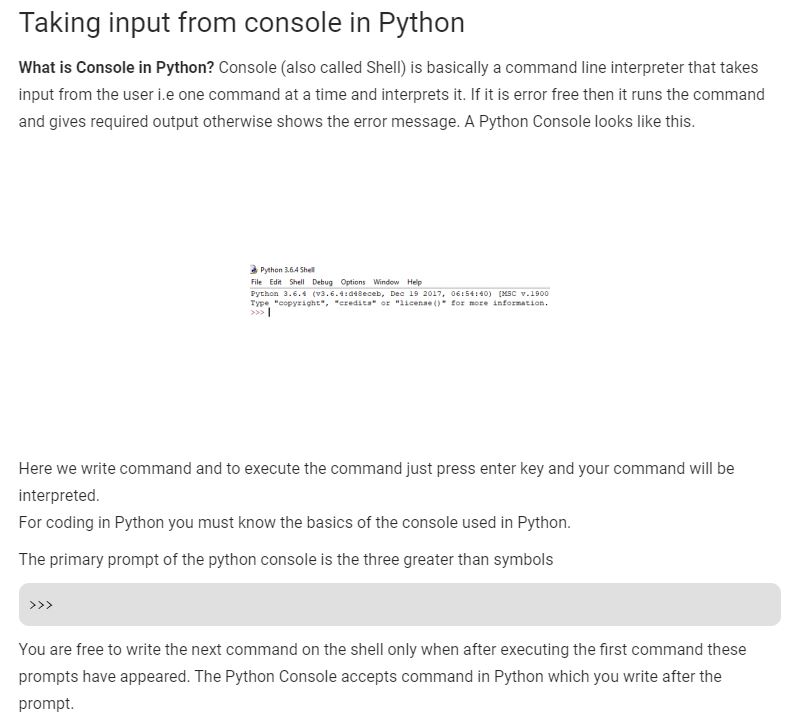 Taking input from console in Python
What is Console in Python? Console (also called Shell) is basically a command line interpreter that takes
input from the user i.e one command at a time and interprets it. If it is error free then it runs the command
and gives required output otherwise shows the error message. A Python Console looks like this.
Python 3.6.4 Shell
File Edit Shell Debug Options Window Help
Python 3.6.4 (v3.6.4:d48eceb, Dec 19 2017, 06:54:40) [MSC v.1900
Type "copyright", "credits" or "license()" for more information.
>>>
Here we write command and to execute the command just press enter key and your command will be
interpreted.
For coding in Python you must know the basics of the console used in Python.
The primary prompt of the python console is the three greater than symbols
>>>
You are free to write the next command on the shell only when after executing the first command these
prompts have appeared. The Python Console accepts command in Python which you write after the
prompt.